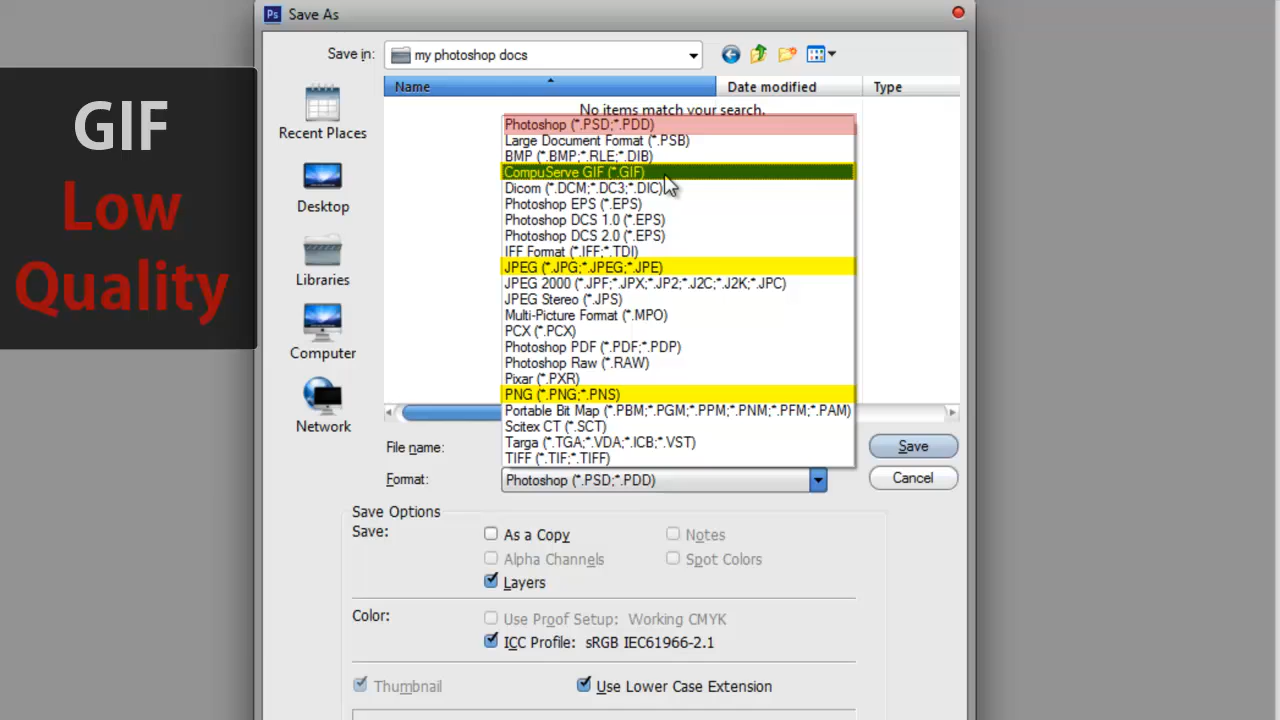 Ps Save As
GIF
Low
Quality
Save in: my photoshop docs
Name Date modified Type
No items match your search.
Recent Places
Desktop
Libraries
Computer
Network
Photoshop (*.PSD;*.PDD)
Large Document Format (*.PSB)
BMP (*.BMP;*.RLE;*.DIB)
CompuServe GIF (*.GIF)
Dicom (*.DCM;*.DC3;*.DIC)
Photoshop EPS (*.EPS)
Photoshop DCS 1.0 (*.EPS)
Photoshop DCS 2.0 (*.EPS)
IFF Format (*.IFF;*.TDI)
JPEG (*.JPG;*.JPEG;*.JPE)
JPEG 2000 (*.JPF;*.JPX;*.JP2;*.J2C;*.J2K;*.JPC)
JPEG Stereo (*.JPS)
Multi-Picture Format (*.MPO)
PCX (*.PCX)
Photoshop PDF (*.PDF;*.PDP)
Photoshop Raw (*.RAW)
Pixar (*.PXR)
PNG (*.PNG;*.PNS)
Portable Bit Map (*.PBM;*.PGM;*.PPM;*.PNM;*.PFM;*.PAM)
Scitex CT (*.SCT)
Targa (*.TGA;*.VDA;*.ICB;*.VST)
TIFF (*.TIF;*.TIFF)
File name: Save
Format: Photoshop (*.PSD;*.PDD) Cancel
Save Options
Save: As a Copy Notes
Alpha Channels Spot Colors
Layers
Color: Use Proof Setup: Working CMYK
ICC Profile: sRGB IEC61966-2.1
Thumbnail Use Lower Case Extension